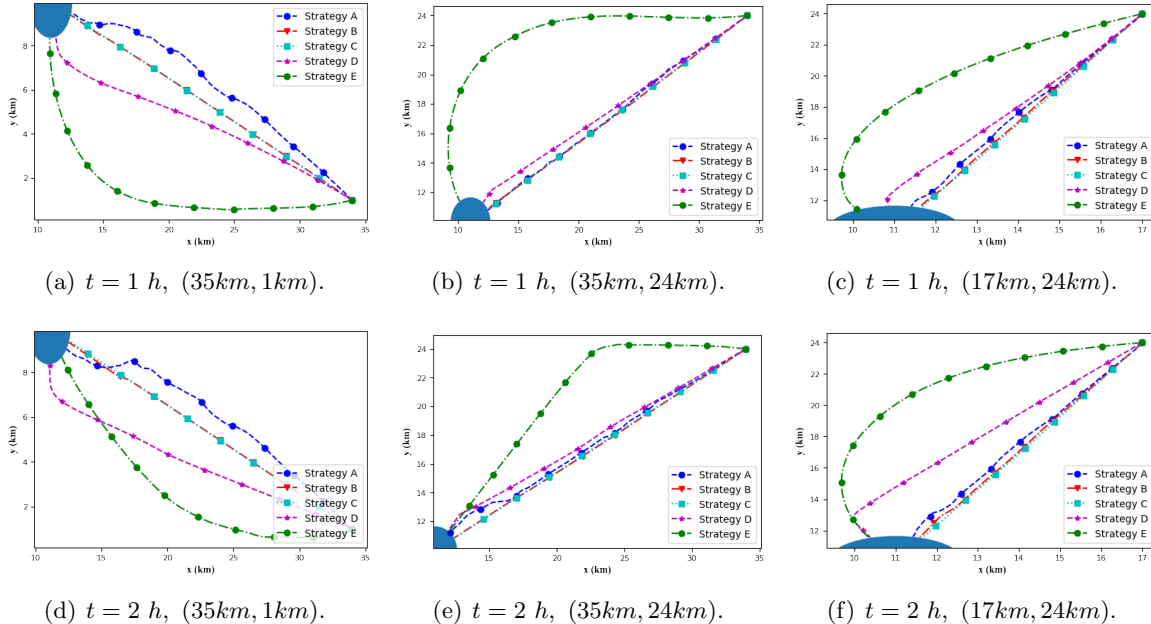 8
6
4
2
10
15
20
25
30
35
y (km)
x (km)
Strategy A
Strategy B
Strategy C
Strategy D
Strategy E
24
22
20
18
16
14
12
10
15
20
25
30
35
y (km)
x (km)
Strategy A
Strategy B
Strategy C
Strategy D
Strategy E
24
22
20
18
16
14
12
10
11
12
13
14
15
16
17
y (km)
x (km)
Strategy A
Strategy B
Strategy C
Strategy D
Strategy E
(a) t = 1 h, (35km, 1km).
(b) t = 1 h, (35km, 24km).
(c) t = 1 h, (17km, 24km).
8
6
4
2
10
15
20
25
30
35
y (km)
x (km)
Strategy A
Strategy B
Strategy C
Strategy D
Strategy E
24
22
20
18
16
14
12
15
20
25
30
35
y (km)
x (km)
Strategy A
Strategy B
Strategy C
Strategy D
Strategy E
24
22
20
18
16
14
12
10
11
12
13
14
15
16
17
y (km)
x (km)
Strategy A
Strategy B
Strategy C
Strategy D
Strategy E
(d) t = 2 h, (35km, 1km).
(e) t = 2 h, (35km, 24km).
(f) t = 2 h, (17km, 24km).